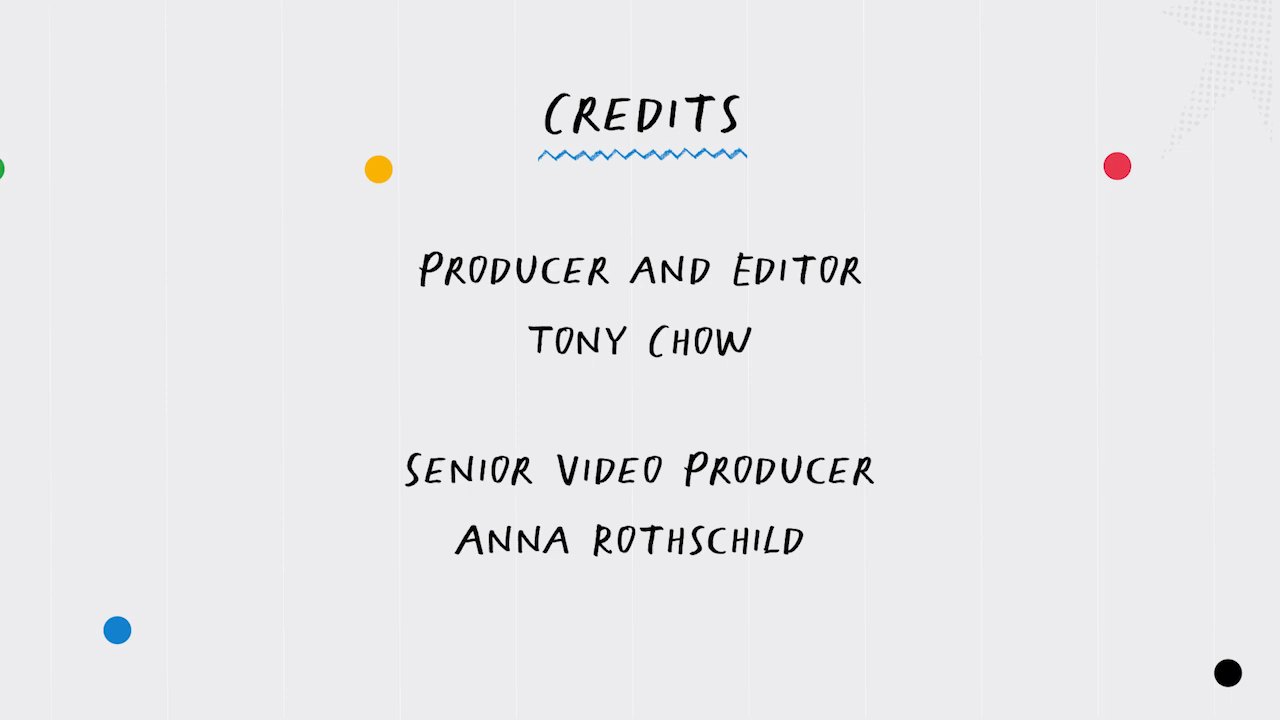 CREDITS
PRODUCER AND EDITOR
TONY CHOW
SENIOR VIDEO PRODUCER
ANNA ROTHSCHILD